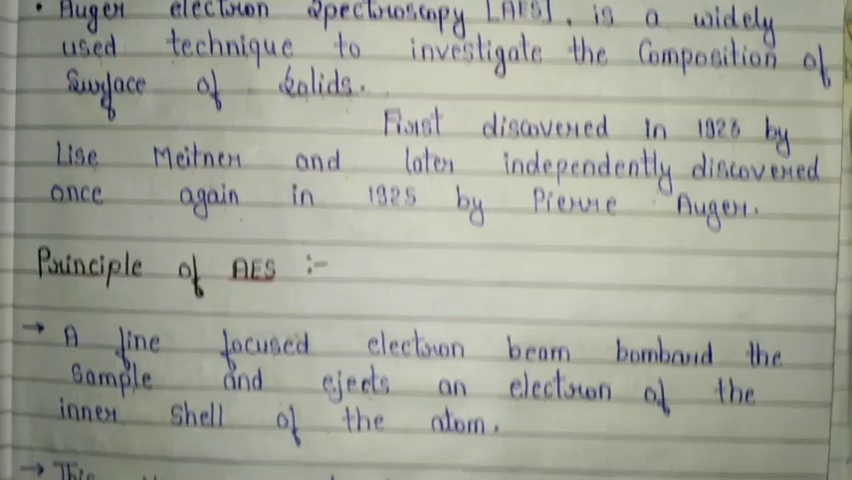 • Auger electron Spectroscopy [AES], is a widely
used technique to investigate the Composition of
Surface of Solids.
First discovered in 1923 by
Lise Meitner and later independently discovered
once again in 1925 by Pierre Auger.
Principle of AES :-
→ A fine focused electron beam bombard the
Sample and ejects an electron of the
inner shell of the atom.
→ This